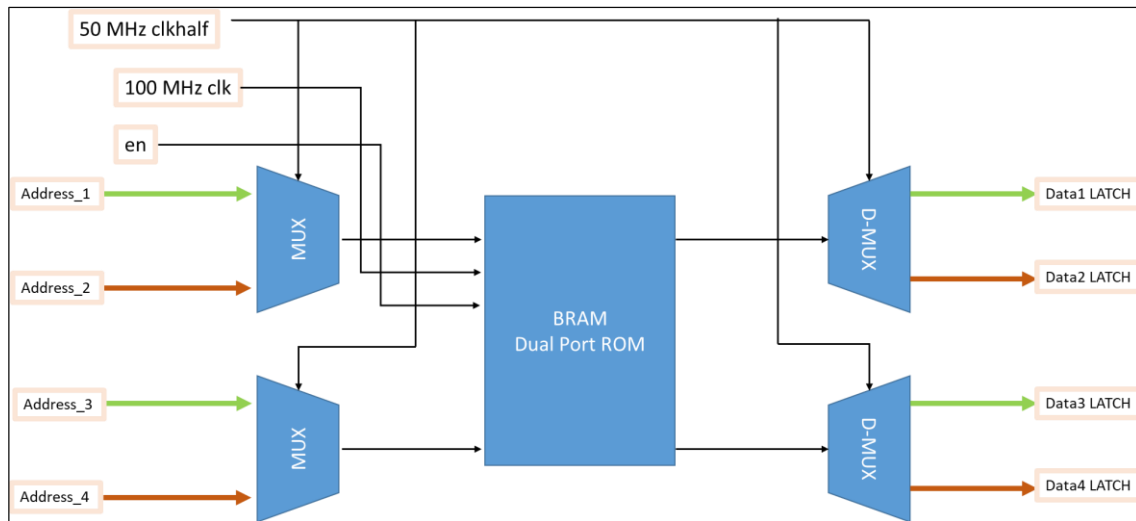 50 MHz clkhalf
100 MHz clk
en
Address_1
Address_2
Address_3
Address_4
MUX
MUX
BRAM
Dual Port ROM
D-MUX
D-MUX
Data1 LATCH
Data2 LATCH
Data3 LATCH
Data4 LATCH